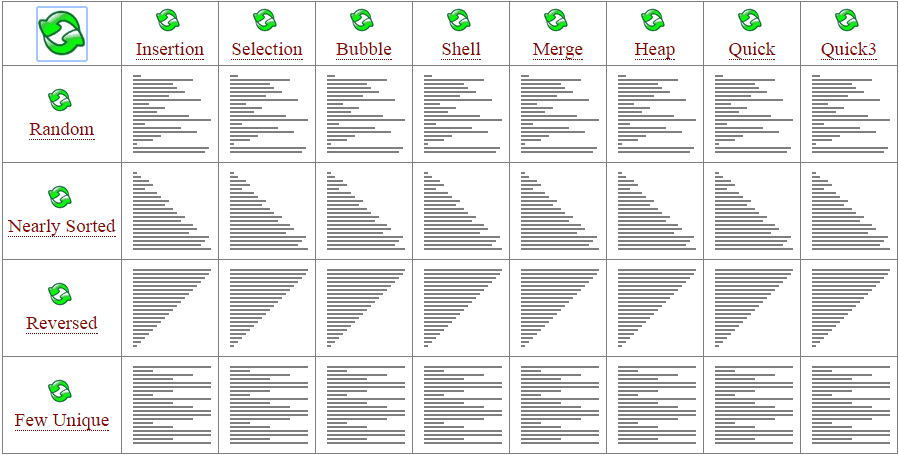 Insertion Selection Bubble Shell Merge Heap Quick Quick3
Random
Nearly Sorted
Reversed
Few Unique